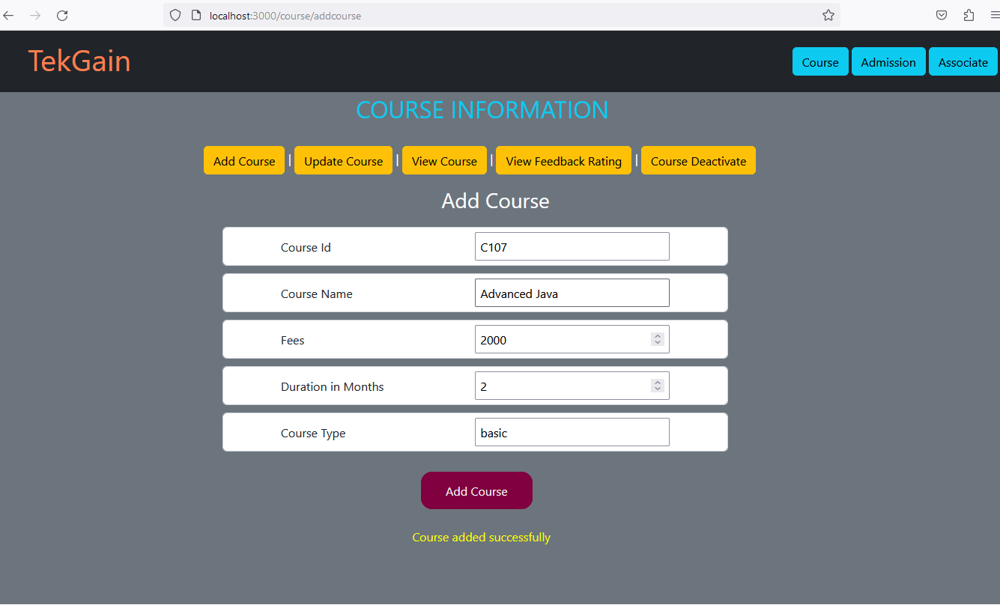 localhost:3000/course/addcourse
TekGain
Course Admission Associate
COURSE INFORMATION
Add Course | Update Course | View Course | View Feedback Rating | Course Deactivate
Add Course
Course Id C107
Course Name Advanced Java
Fees 2000
Duration in Months 2
Course Type basic
Add Course
Course added successfully